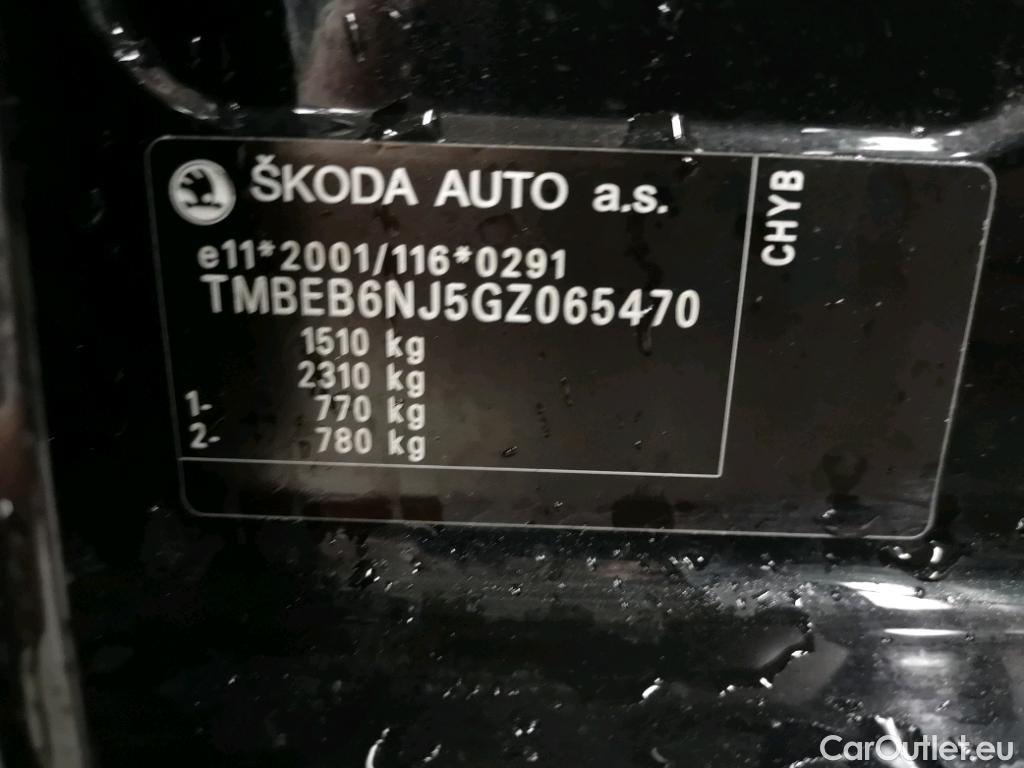 ŠKODA AUTO a.s.
CHYB
e11*2001/116*0291
TMBEB6NJ5GZ065470
1510 kg
2310 kg
1- 770 kg
2- 780 kg
CarOutlet.eu